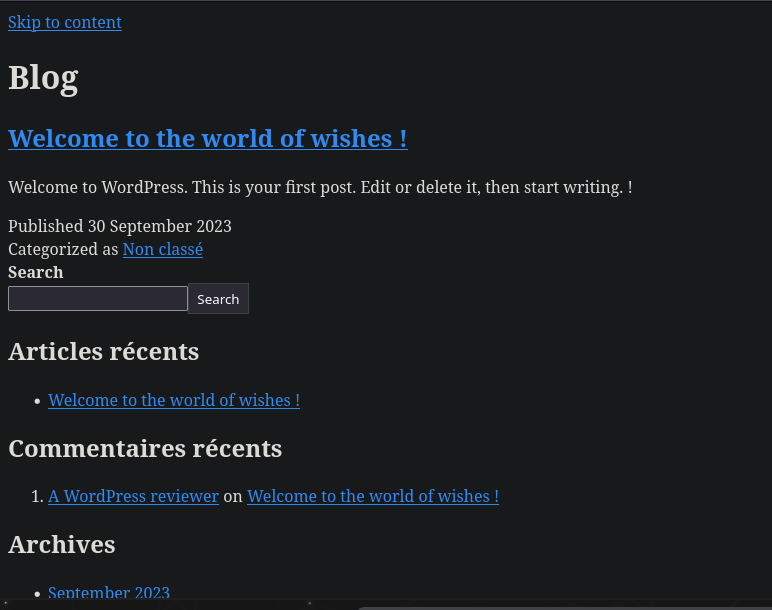 Skip to content
Blog
Welcome to the world of wishes !
Welcome to WordPress. This is your first post. Edit or delete it, then start writing. !
Published 30 September 2023
Categorized as Non classé
Search
Search
Articles récents
Welcome to the world of wishes !
Commentaires récents
1. A WordPress reviewer on Welcome to the world of wishes !
Archives
September 2023